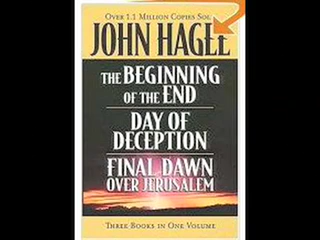 OVER 1.1 MILLION COPIES
JOHN HAGEE
THE BEGINNING
OF THE END
DAY OF
DECEPTION
FINAL DAWN
OVER JERUSALEM
THREE BOOKS IN ONE VOLUME